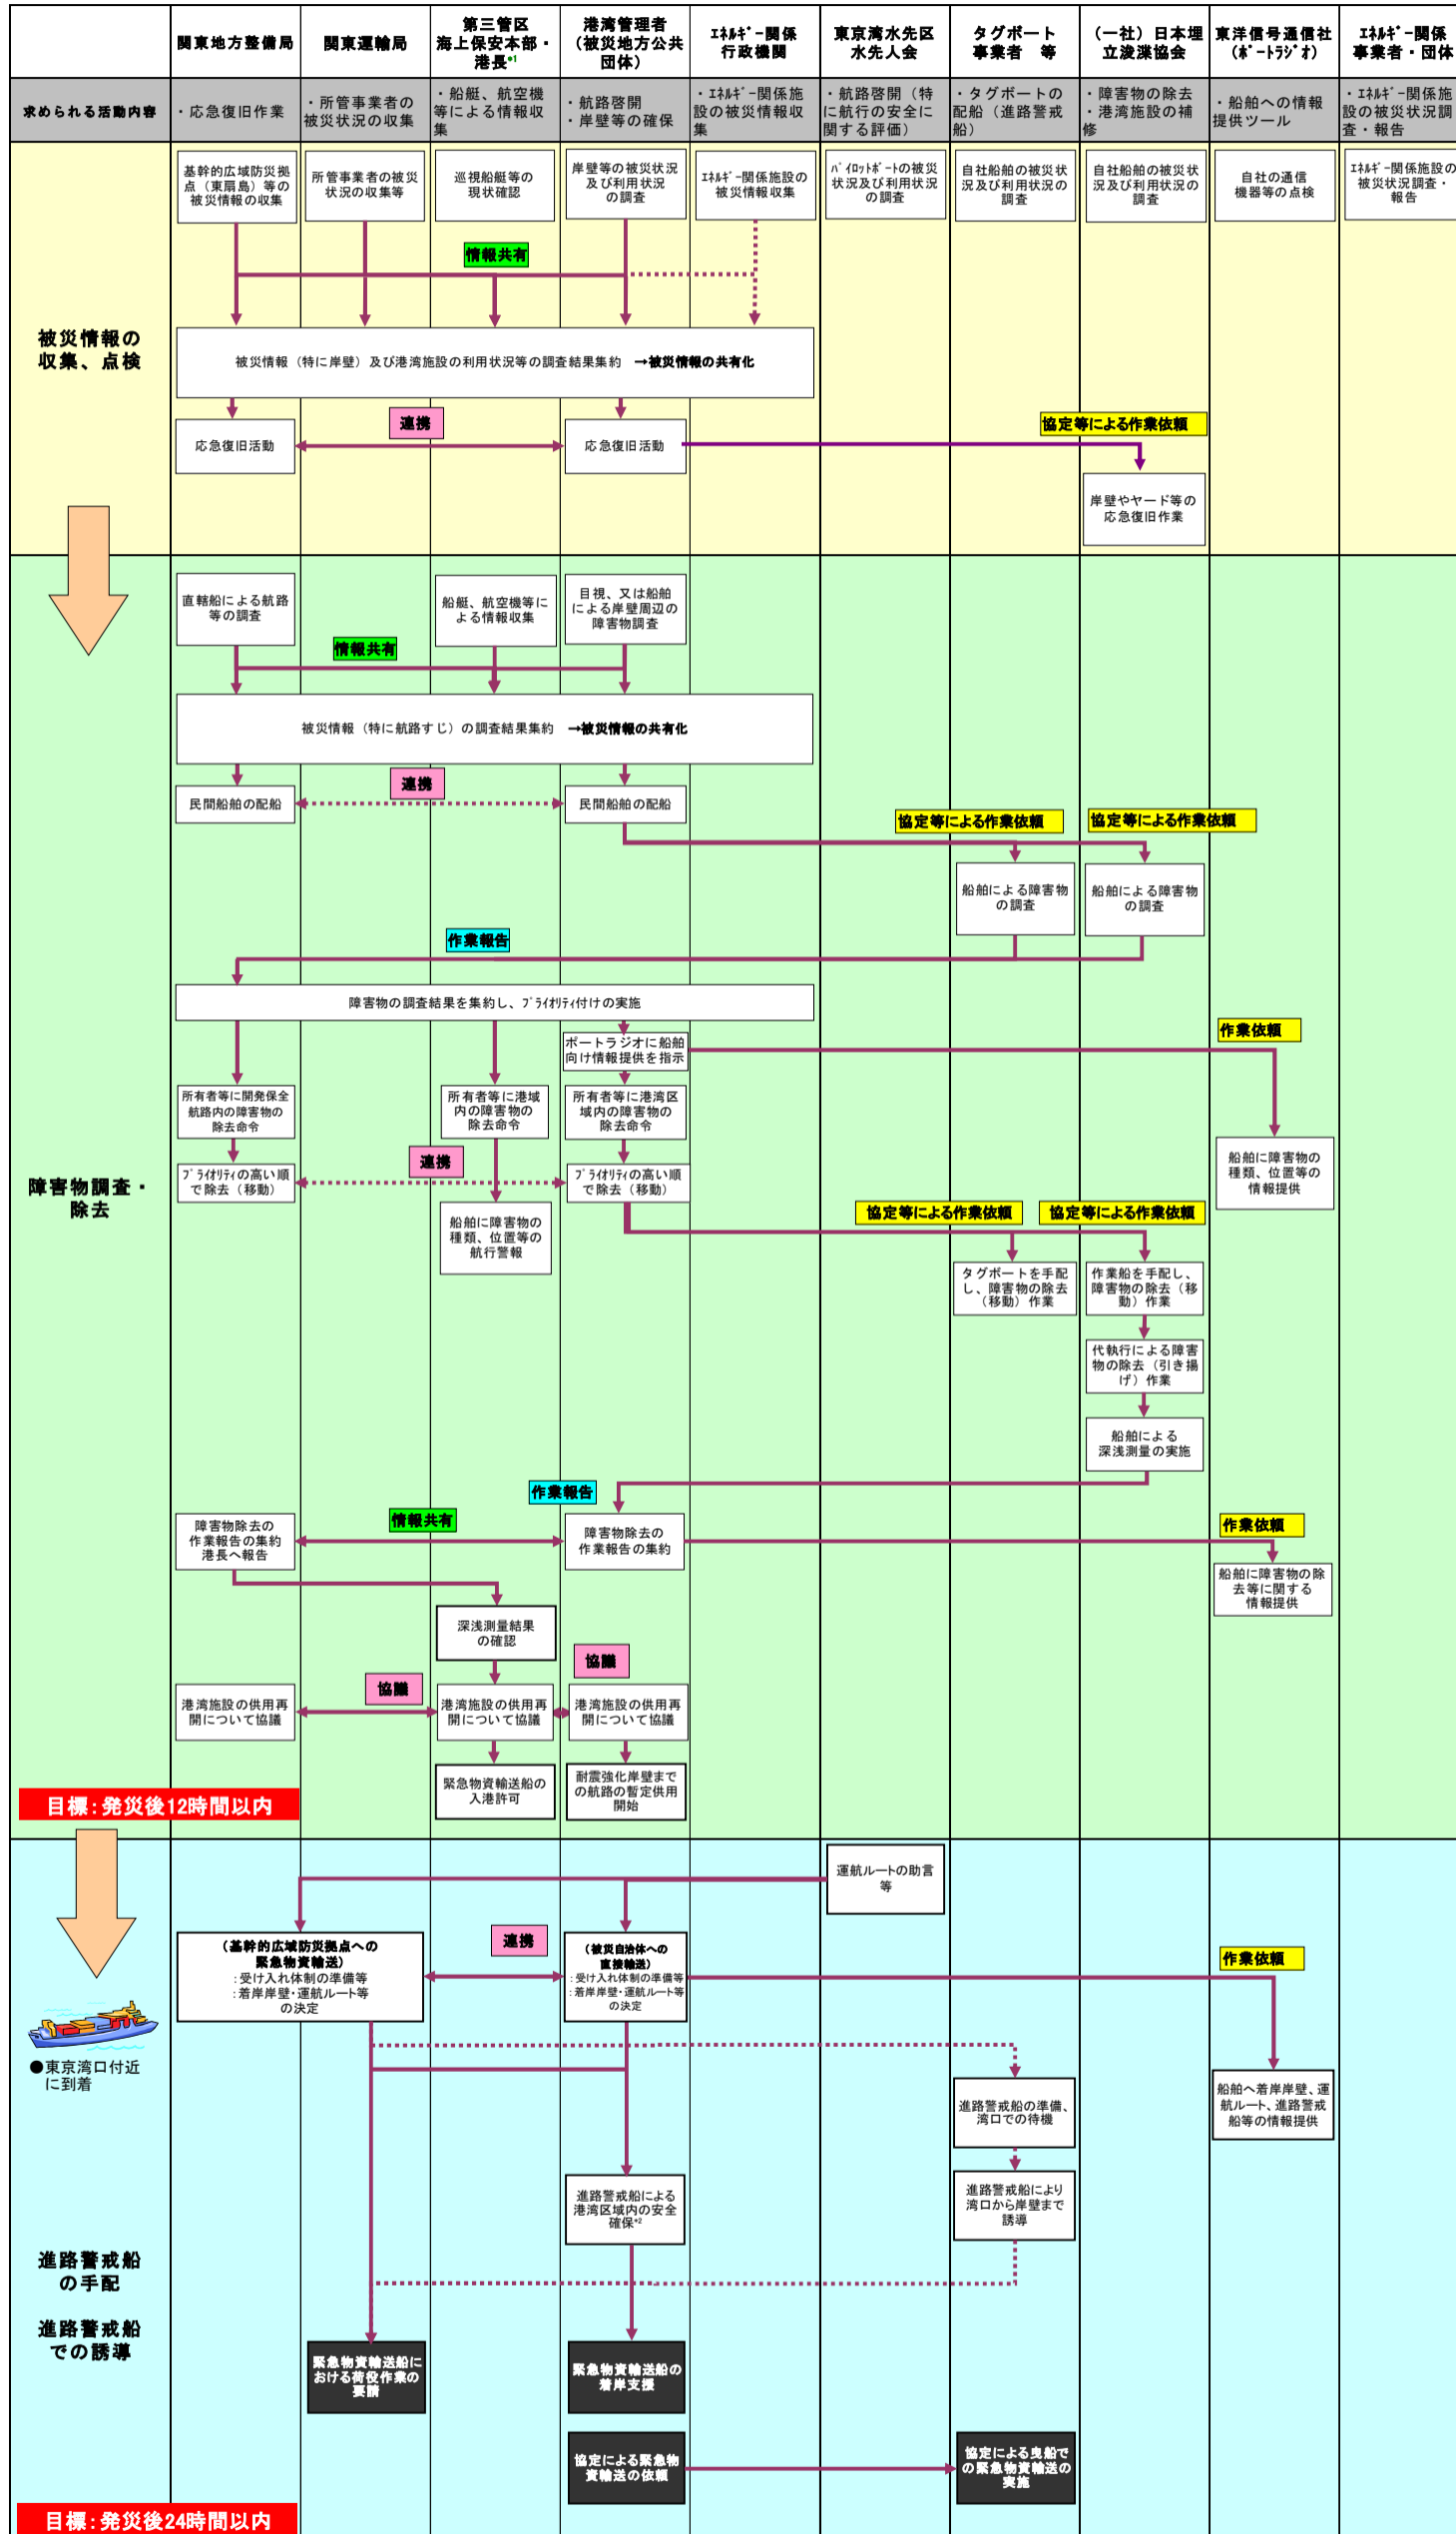 関東地方整備局
関東運輸局
第三管区
海上保安本部・
港長*1
港湾管理者
(被災地方公共
団体)
ｴﾈﾙｷﾞｰ関係
行政機関
東京湾水先区
水先人会
タグボート
事業者　等
(一社)日本埋
立浚渫協会
東洋信号通信社
(ﾎﾟｰﾄﾗｼﾞｵ)
ｴﾈﾙｷﾞｰ関係
事業者・団体
求められる活動内容
・応急復旧作業
・所管事業者の
被災状況の収集
・船艇、航空機
等による情報収
集
・航路啓開
・岸壁等の確保
・ｴﾈﾙｷﾞｰ関係施
設の被災情報収
集
・航路啓開(特
に航行の安全に
関する評価)
・タグボートの
配船(進路警戒
船)
・障害物の除去
・港湾施設の補
修
・船舶への情報
提供ツール
・ｴﾈﾙｷﾞｰ関係施
設の被災状況調
査・報告
基幹的広域防災拠
点(東扇島)等の
被災情報の収集
所管事業者の被災
状況の収集等
巡視船艇等の
現状確認
岸壁等の被災状況
及び利用状況
の調査
ｴﾈﾙｷﾞｰ関係施設の
被災情報収集
ﾊﾟｲﾛｯﾄﾎﾞｰﾄの被災
状況及び利用状況
の調査
自社船舶の被災状
況及び利用状況の
調査
自社船舶の被災状
況及び利用状況の
調査
自社の通信
機器等の点検
ｴﾈﾙｷﾞｰ関係施設の
被災状況調査・
報告
情報共有
被災情報の
収集、点検
被災情報(特に岸壁)及び港湾施設の利用状況等の調査結果集約　→被災情報の共有化
連携
協定等による作業依頼
応急復旧活動
応急復旧活動
岸壁やヤード等の
応急復旧作業
直轄船による航路
等の調査
船艇、航空機等に
よる情報収集
目視、又は船舶
による岸壁周辺の
障害物調査
情報共有
被災情報(特に航路すじ)の調査結果集約　→被災情報の共有化
連携
民間船舶の配船
民間船舶の配船
協定等による作業依頼
協定等による作業依頼
船舶による障害物
の調査
船舶による障害物
の調査
作業報告
障害物の調査結果を集約し、ﾌﾟﾗｲｵﾘﾃｨ付けの実施
ポートラジオに船舶
向け情報提供を指示
作業依頼
所有者等に開発保全
航路内の障害物の
除去命令
所有者等に港域
内の障害物の
除去命令
所有者等に港湾区
域内の障害物の
除去命令
障害物調査・
除去
連携
ﾌﾟﾗｲｵﾘﾃｨの高い順
で除去(移動)
ﾌﾟﾗｲｵﾘﾃｨの高い順
で除去(移動)
船舶に障害物の
種類、位置等の
情報提供
船舶に障害物の
種類、位置等の
航行警報
協定等による作業依頼
協定等による作業依頼
タグボートを手配
し、障害物の除去
(移動)作業
作業船を手配し、
障害物の除去(移
動)作業
代執行による障害
物の除去(引き揚
げ)作業
船舶による
深浅測量の実施
作業報告
障害物除去の
作業報告の集約
港長へ報告
情報共有
障害物除去の
作業報告の集約
作業依頼
船舶に障害物の除
去等に関する
情報提供
深浅測量結果
の確認
協議
協議
港湾施設の供用再
開について協議
港湾施設の供用再
開について協議
港湾施設の供用再
開について協議
緊急物資輸送船の
入港許可
耐震強化岸壁まで
の航路の暫定供用
開始
目標：発災後12時間以内
運航ルートの助言
等
(基幹的広域防災拠点への
緊急物資輸送)
：受け入れ体制の準備等
：着岸岸壁・運航ルート等
の決定
連携
(被災自治体への
直接輸送)
：受け入れ体制の準備等
：着岸岸壁・運航ルート等
の決定
作業依頼
●東京湾口付近
に到着
進路警戒船の準備、
湾口での待機
船舶へ着岸岸壁、運
航ルート、進路警戒
船等の情報提供
進路警戒船による
港湾区域内の安全
確保*2
進路警戒船により
湾口から岸壁まで
誘導
進路警戒船
の手配
進路警戒船
での誘導
緊急物資輸送船に
おける荷役作業の
要請
緊急物資輸送船の
着岸支援
協定による緊急物
資輸送の依頼
協定による曳船で
の緊急物資輸送の
実施
目標：発災後24時間以内